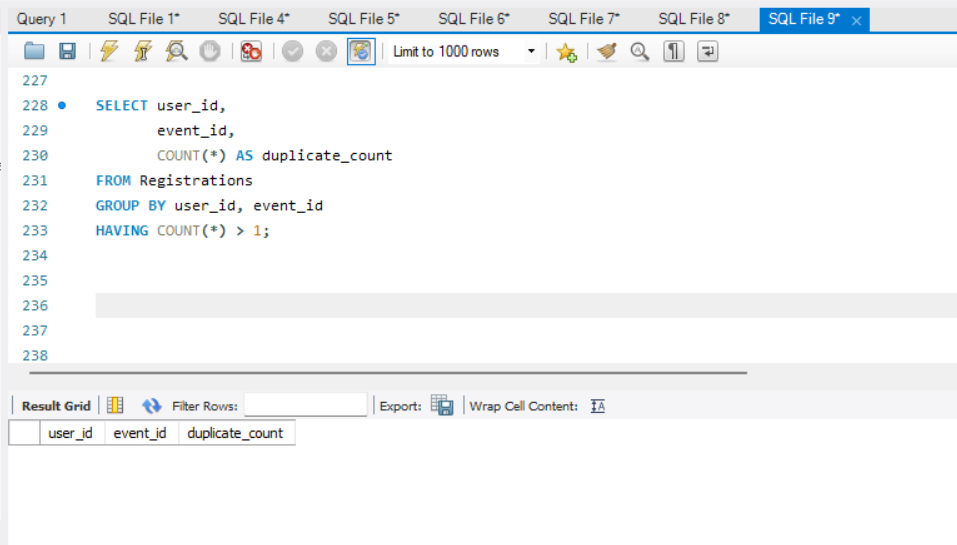 Query 1 SQL File 1* SQL File 4* SQL File 5* SQL File 6* SQL File 7* SQL File 8* SQL File 9*
Limit to 1000 rows
227
228 SELECT user_id,
229 event_id,
230 COUNT(*) AS duplicate_count
231 FROM Registrations
232 GROUP BY user_id, event_id
233 HAVING COUNT(*) > 1;
234
235
236
237
238
Result Grid Filter Rows: Export: Wrap Cell Content: IA
user_id event_id duplicate_count